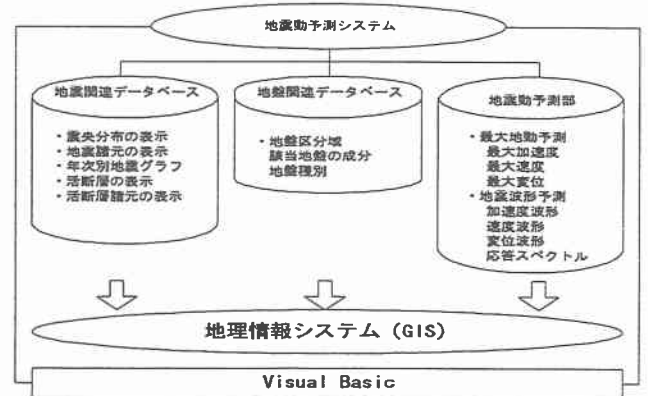 地震動予測システム
地震関連データベース
・震央分布の表示
・地震諸元の表示
・年次別地震グラフ
・活断層の表示
・活断層諸元の表示
地盤関連データベース
・地盤区分域
該当地盤の成分
地盤種別
地震動予測部
・最大地動予測
最大加速度
最大速度
最大変位
・地震波形予測
加速度波形
速度波形
変位波形
応答スペクトル
地理情報システム（GIS）
Visual Basic